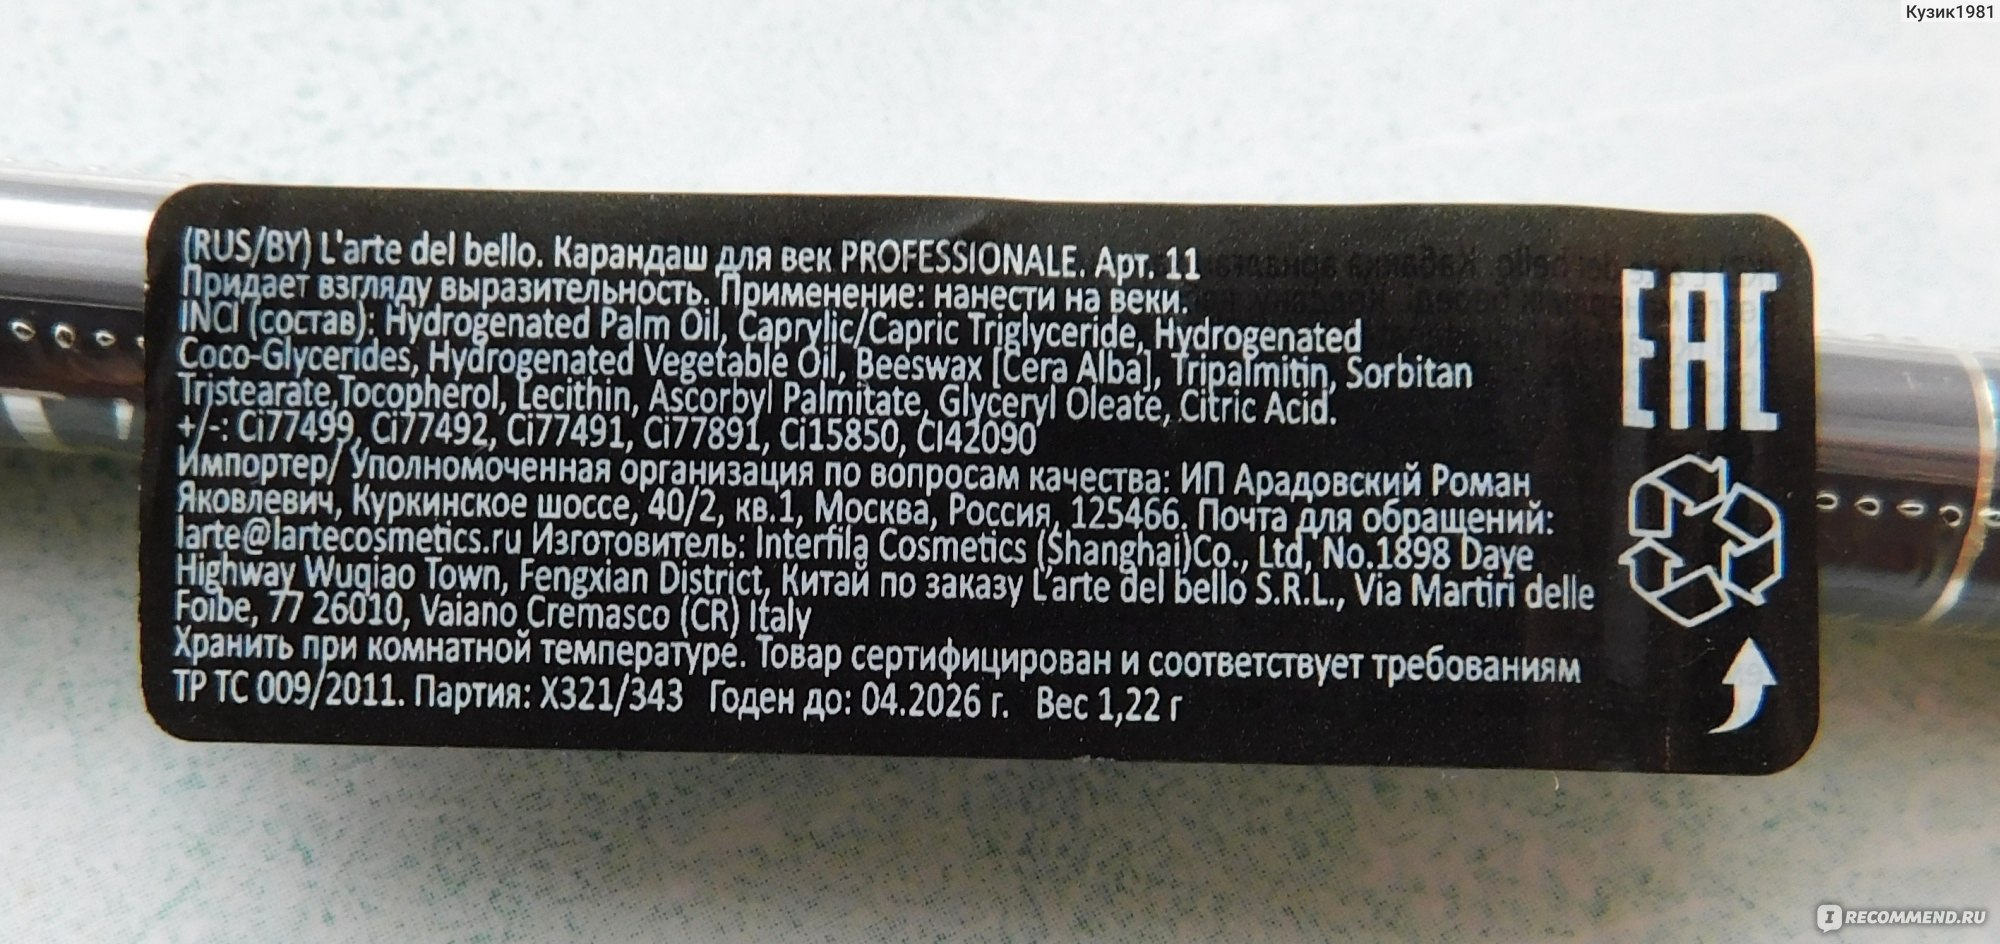 Кузик1981
(RUS/BY) L'arte del bello. Карандаш для век PROFESSIONALE. Арт. 11
Придает взгляду выразительность. Применение: нанести на веки.
INCI (состав): Hydrogenated Palm Oil, Caprylic/Capric Triglyceride, Hydrogenated
Coco-Glycerides, Hydrogenated Vegetable Oil, Beeswax [Cera Alba], Tripalmitin, Sorbitan
Tristearate,Tocopherol, Lecithin, Ascorbyl Palmitate, Glyceryl Oleate, Citric Acid.
+/-: Ci77499, Ci77492, Ci77491, Ci77891, Ci15850, CI42090
Импортер/ Уполномоченная организация по вопросам качества: ИП Арадовский Роман
Яковлевич, Куркинское шоссе, 40/2, кв.1, Москва, Россия, 125466. Почта для обращений:
larte@lartecosmetics.ru Изготовитель: Interfila Cosmetics (Shanghai)Co., Ltd, No.1898 Daye
Highway Wuqiao Town, Fengxian District, Китай по заказу L'arte del bello S.R.L., Via Martiri delle
Foibe, 77 26010, Vaiano Cremasco (CR) Italy
Хранить при комнатной температуре. Товар сертифицирован и соответствует требованиям
ТР ТС 009/2011. Партия: X321/343 Годен до: 04.2026 г. Вес 1,22 г
EAC
IRECOMMEND.RU